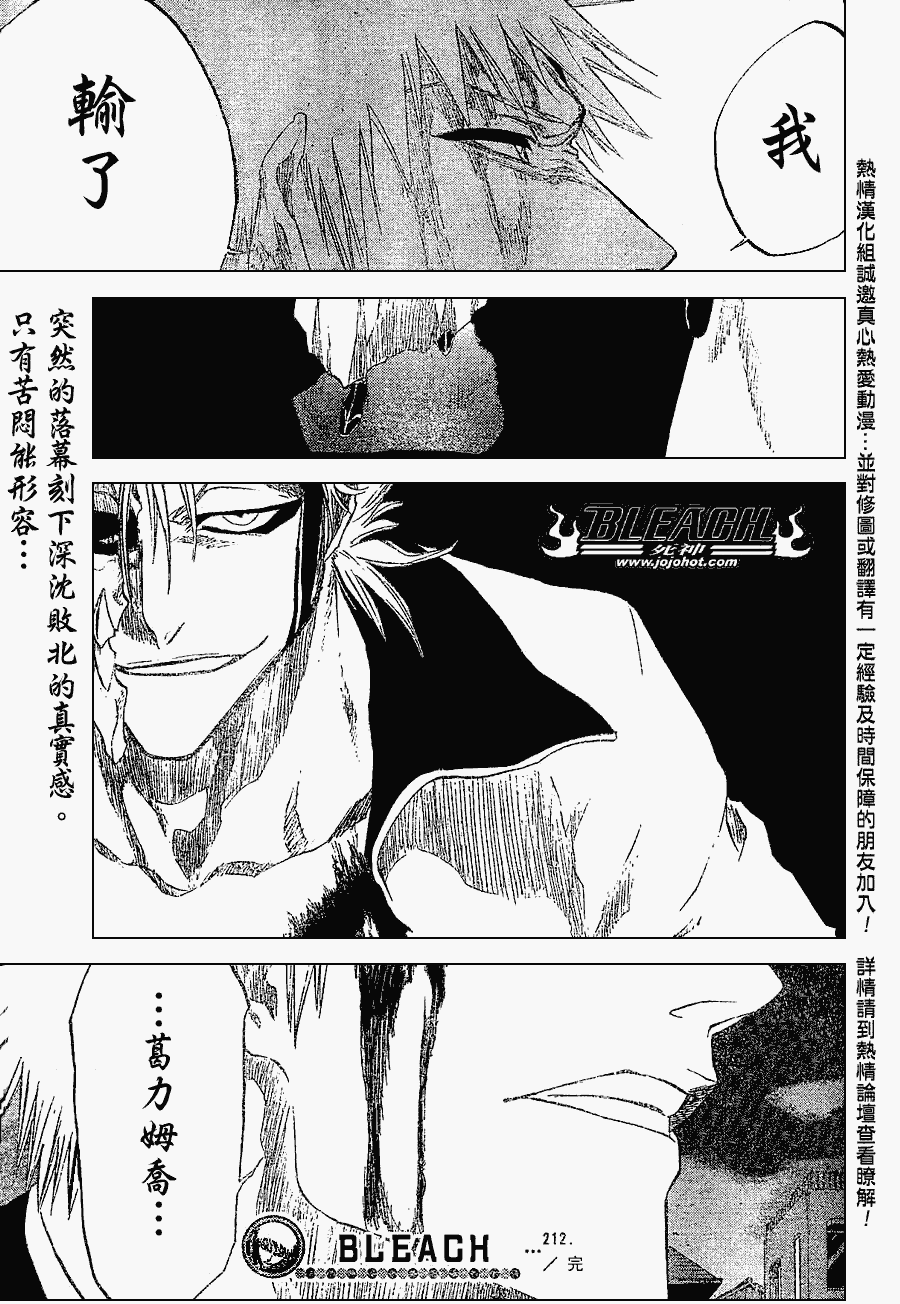 我
輸
了
熱情漢化組誠邀真心熱愛動漫…並對修圖或翻譯有一定經驗及時間保障的朋友加入！
詳情請到熱情論壇查看瞭解！
突然的落幕刻下深沈敗北的真實感。
只有苦悶能形容…
BLEACH
死神
www.jojohot.com
…葛力姆喬…
BLEACH
…212.
／完